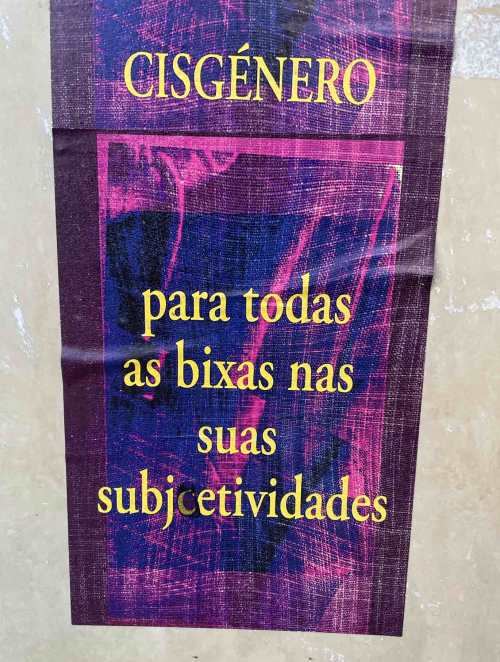 CISGÉNERO
para todas
as bixas nas
suas
subjcetividades